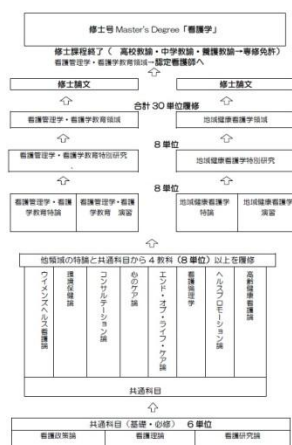 修士号 Master's Degree「看護学」
修士課程終了（ 高校教諭・中学教諭・養護教諭→専修免許）
看護管理学・看護学教育領域→認定看護師へ
修士論文
修士論文
合計 30 単位履修
看護管理学・看護学教育領域
地域健康看護学領域
8 単位
看護管理学・看護学教育特別研究
地域健康看護学特別研究
8 単位
看護管理学・看護学教育特論
看護管理学・看護学教育 演習
地域健康看護学特論
地域健康看護学演習
他領域の特論と共通科目から 4 教科（8 単位）以上を履修
ウイメンズヘルス看護論
環境保健論
コンサルテーション論
心のケア論
エンド・オブ・ライフ・ケア論
看護倫理学
ヘルスプロモーション論
高齢健康看護論
共通科目
共通科目（基礎・必修） 6 単位
看護政策論
看護理論
看護研究論